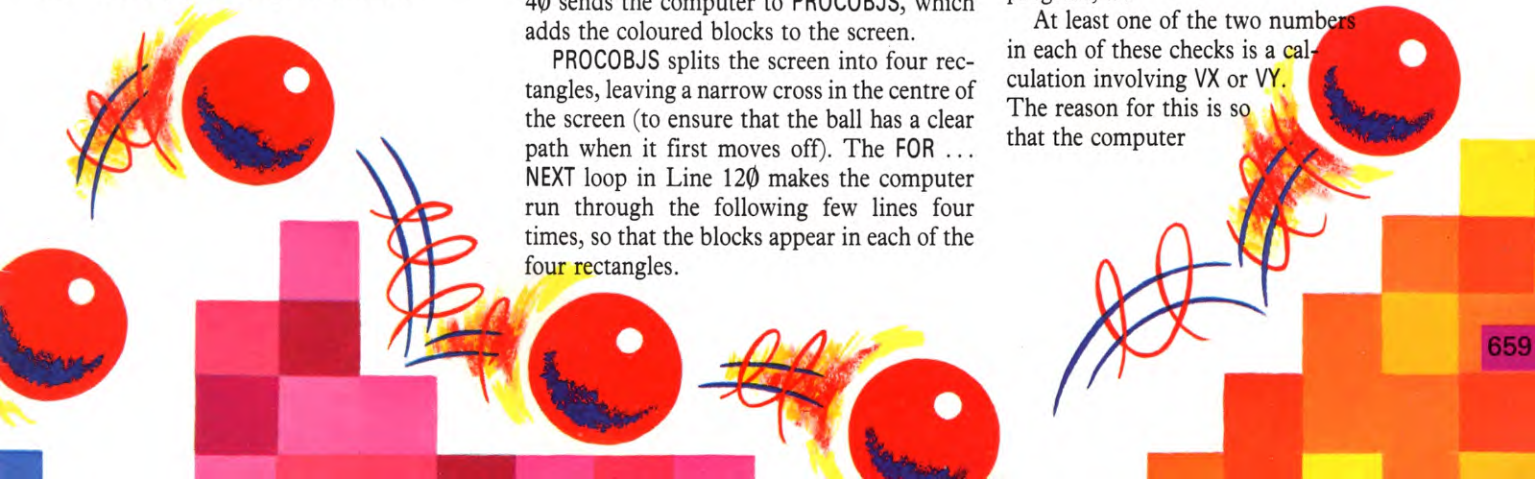 40 sends the computer to PROCOBJS, which
adds the coloured blocks to the screen.
PROCOBJS splits the screen into four rec-
tangles, leaving a narrow cross in the centre of
the screen (to ensure that the ball has a clear
path when it first moves off). The FOR ...
NEXT loop in Line 120 makes the computer
run through the following few lines four
times, so that the blocks appear in each of the
four rectangles.
At least one of the two numbers
in each of these checks is a cal-
culation involving VX or VY.
The reason for this is so
that the computer
659